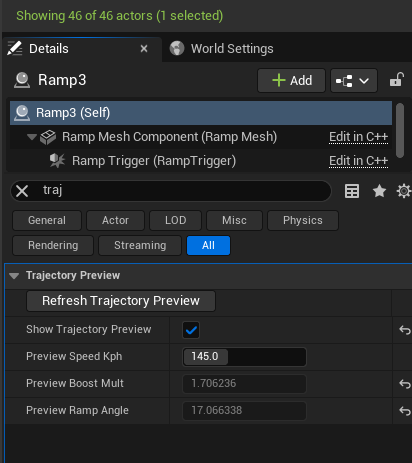 Showing 46 of 46 actors (1 selected)
Details
World Settings
Ramp3
Add
Ramp3 (Self)
Ramp Mesh Component (Ramp Mesh) Edit in C++
Ramp Trigger (RampTrigger) Edit in C++
traj
General Actor LOD Misc Physics
Rendering Streaming All
Trajectory Preview
Refresh Trajectory Preview
Show Trajectory Preview
Preview Speed Kph 145.0
Preview Boost Mult 1.706236
Preview Ramp Angle 17.066338